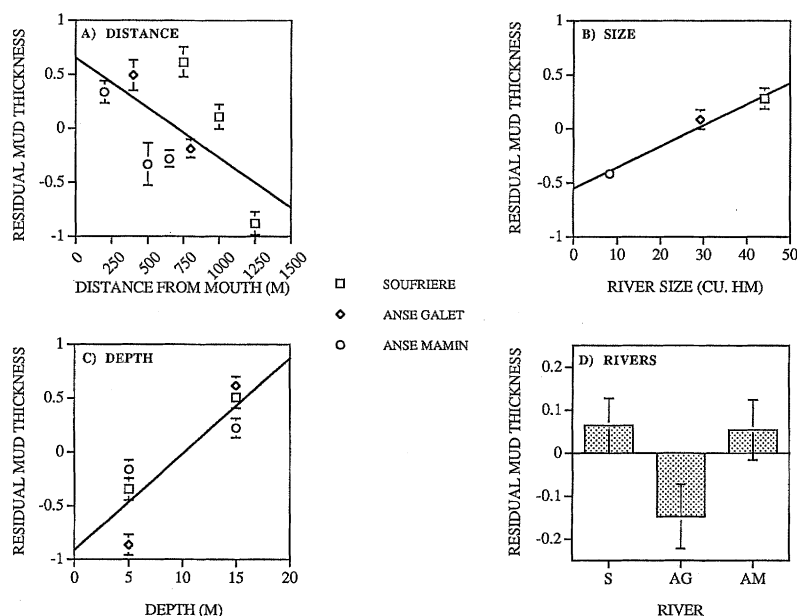 A) DISTANCE
RESIDUAL MUD THICKNESS
1
0.5
0
-0.5
-1
0
250
500
750
1000
1250
1500
DISTANCE FROM MOUTH (M)
B) SIZE
RESIDUAL MUD THICKNESS
1
0.5
0
-0.5
-1
0 10 20 30 40 50
RIVER SIZE (CU. HM)
SOUFRIERE
ANSE GALET
ANSE MAMIN
C) DEPTH
RESIDUAL MUD THICKNESS
1
0.5
0
-0.5
-1
0 5 10 15 20
DEPTH (M)
D) RIVERS
RESIDUAL MUD THICKNESS
0.2
0.1
0
-0.1
-0.2
S AG AM
RIVER